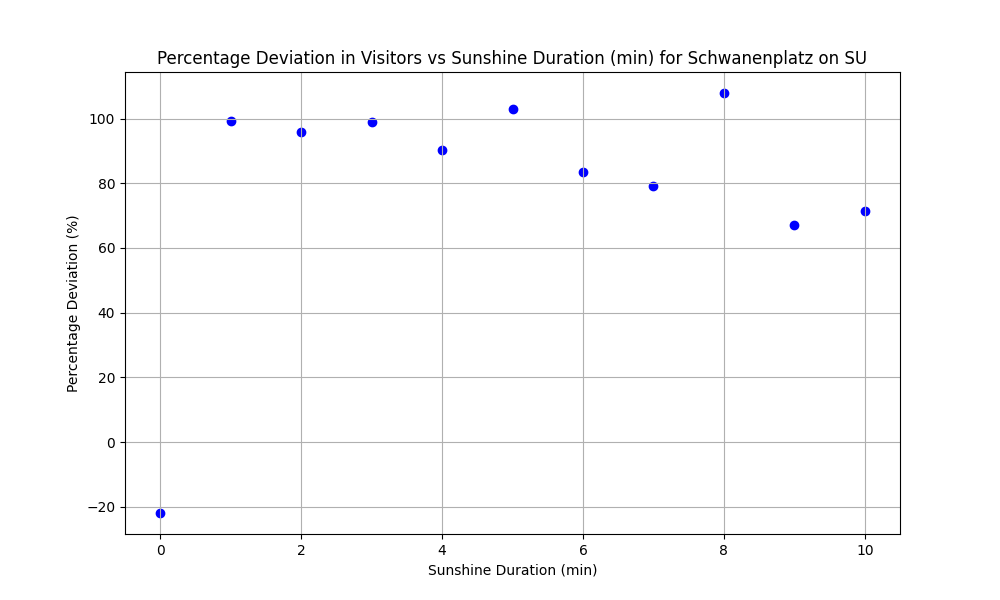 Percentage Deviation in Visitors vs Sunshine Duration (min) for Schwanenplatz on SU
100
80
60
40
20
0
−20
Percentage Deviation (%)
0 2 4 6 8 10
Sunshine Duration (min)